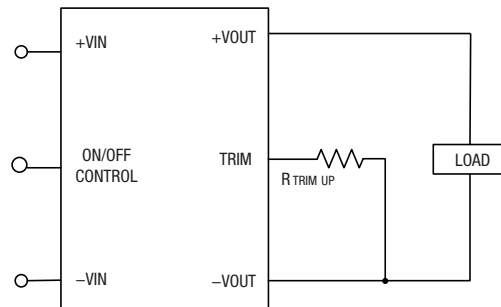 +VIN
+VOUT
ON/OFF
CONTROL
TRIM
LOAD
R TRIM UP
–VIN
–VOUT